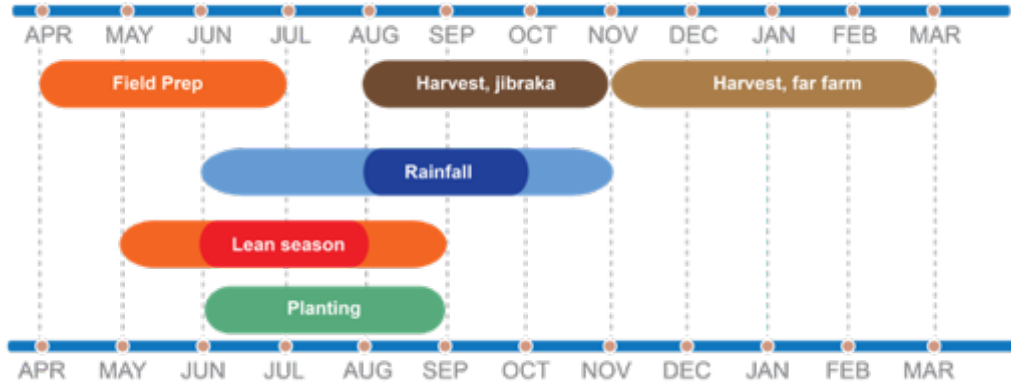 APR MAY JUN JUL AUG SEP OCT NOV DEC JAN FEB MAR
Field Prep Harvest, jibraka Harvest, far farm
Rainfall
Lean season
Planting
APR MAY JUN JUL AUG SEP OCT NOV DEC JAN FEB MAR